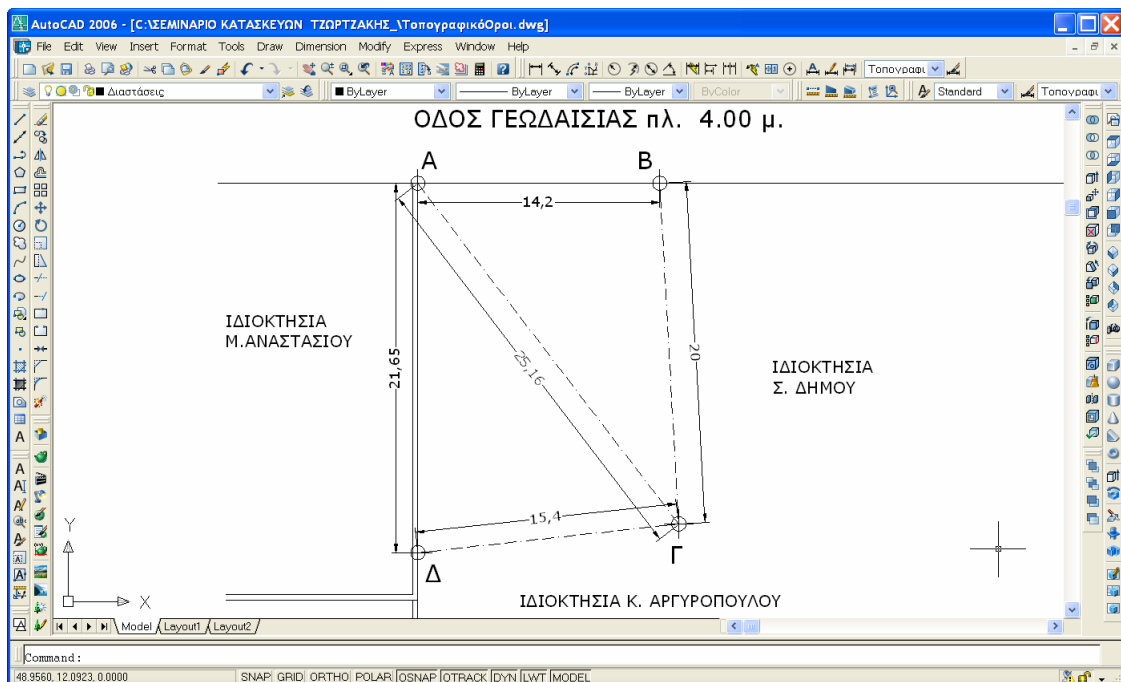 AutoCAD 2006 - [C:\ΣΕΜΙΝΑΡΙΟ ΚΑΤΑΣΚΕΥΩΝ ΤΖΩΡΤΖΑΚΗΣ_\ΤοπογραφικόΟροι.dwg]
File Edit View Insert Format Tools Draw Dimension Modify Express Window Help
Τοπογραφι
Διαστάσεις ByLayer ByLayer ByLayer ByColor Standard Τοπογραφι
ΟΔΟΣ ΓΕΩΔΑΙΣΙΑΣ πλ. 4.00 μ.
Α Β
14,2
ΙΔΙΟΚΤΗΣΙΑ
Μ.ΑΝΑΣΤΑΣΙΟΥ
21,65
25,16
20
ΙΔΙΟΚΤΗΣΙΑ
Σ. ΔΗΜΟΥ
15,4
Δ Γ
Y
X
ΙΔΙΟΚΤΗΣΙΑ Κ. ΑΡΓΥΡΟΠΟΥΛΟΥ
Model Layout1 Layout2
Command:
48.9560, 12.0923, 0.0000 SNAP GRID ORTHO POLAR OSNAP OTRACK DYN LWT MODEL